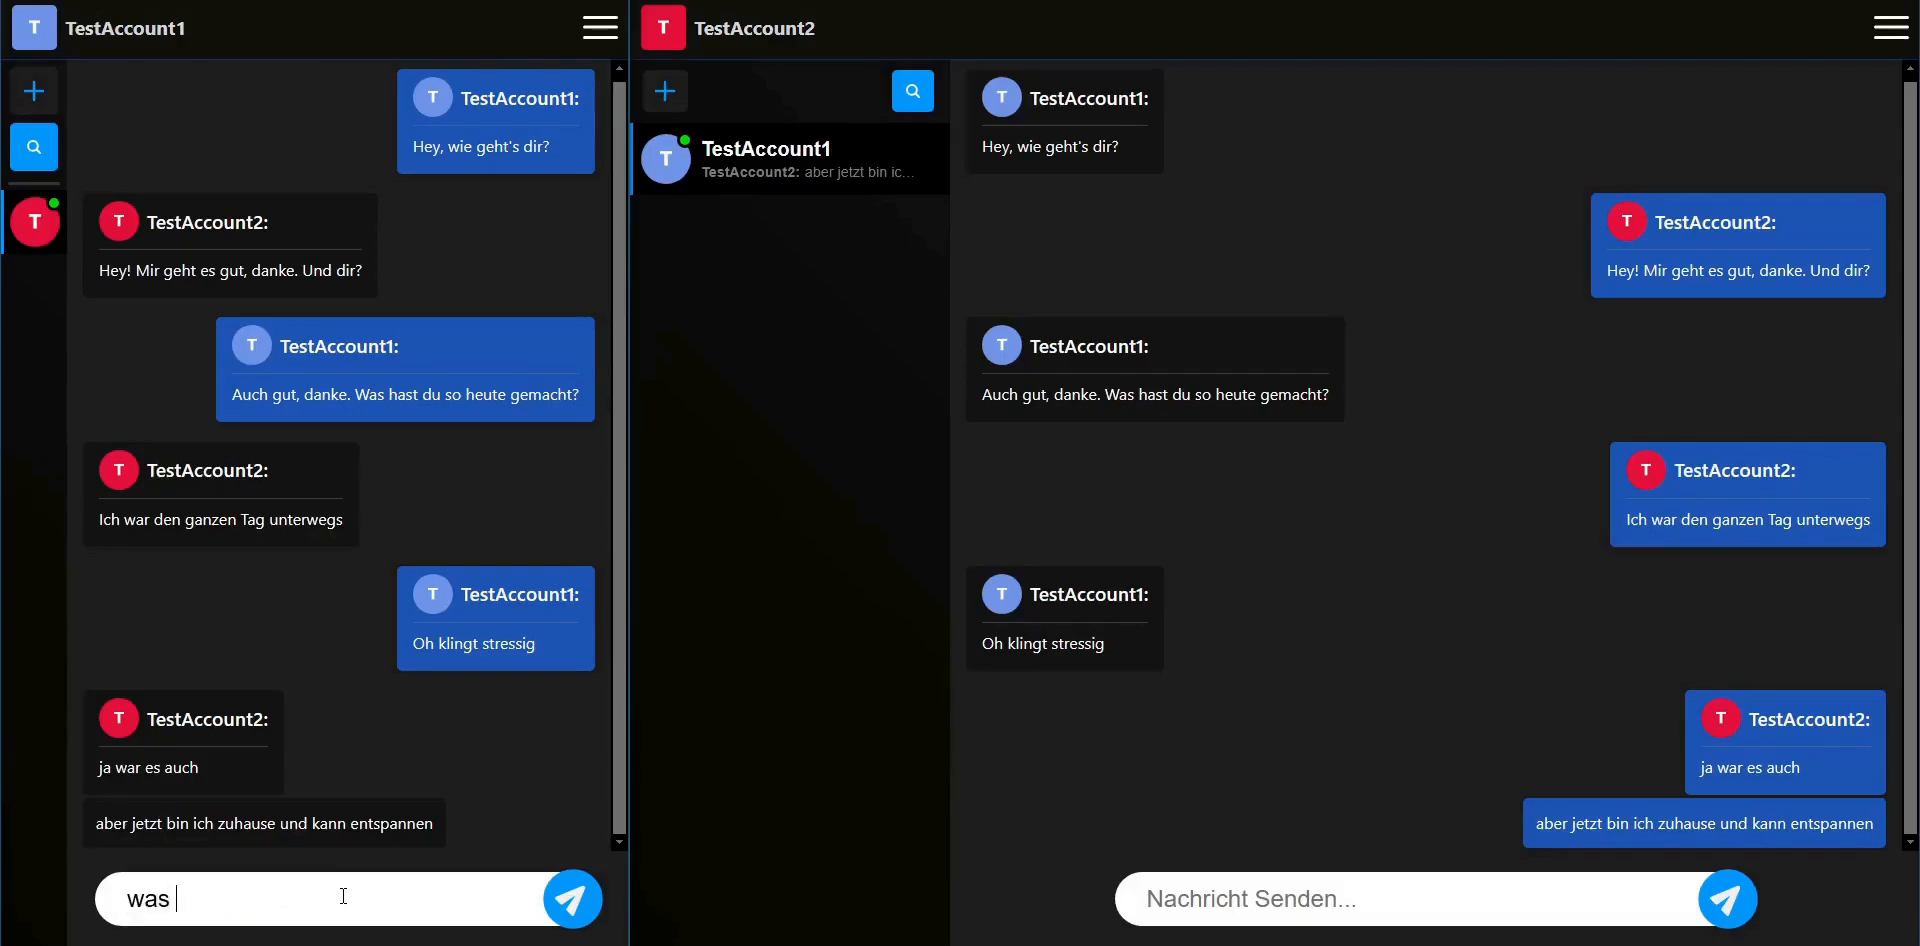 T TestAccount1
T TestAccount1:
Hey, wie geht's dir?
T
T TestAccount2:
Hey! Mir geht es gut, danke. Und dir?
T TestAccount1:
Auch gut, danke. Was hast du so heute gemacht?
T TestAccount2:
Ich war den ganzen Tag unterwegs
T TestAccount1:
Oh klingt stressig
T TestAccount2:
ja war es auch
aber jetzt bin ich zuhause und kann entspannen
was
T TestAccount2
T TestAccount1
TestAccount2: aber jetzt bin ic...
T TestAccount1:
Hey, wie geht's dir?
T TestAccount2:
Hey! Mir geht es gut, danke. Und dir?
T TestAccount1:
Auch gut, danke. Was hast du so heute gemacht?
T TestAccount2:
Ich war den ganzen Tag unterwegs
T TestAccount1:
Oh klingt stressig
T TestAccount2:
ja war es auch
aber jetzt bin ich zuhause und kann entspannen
Nachricht Senden...